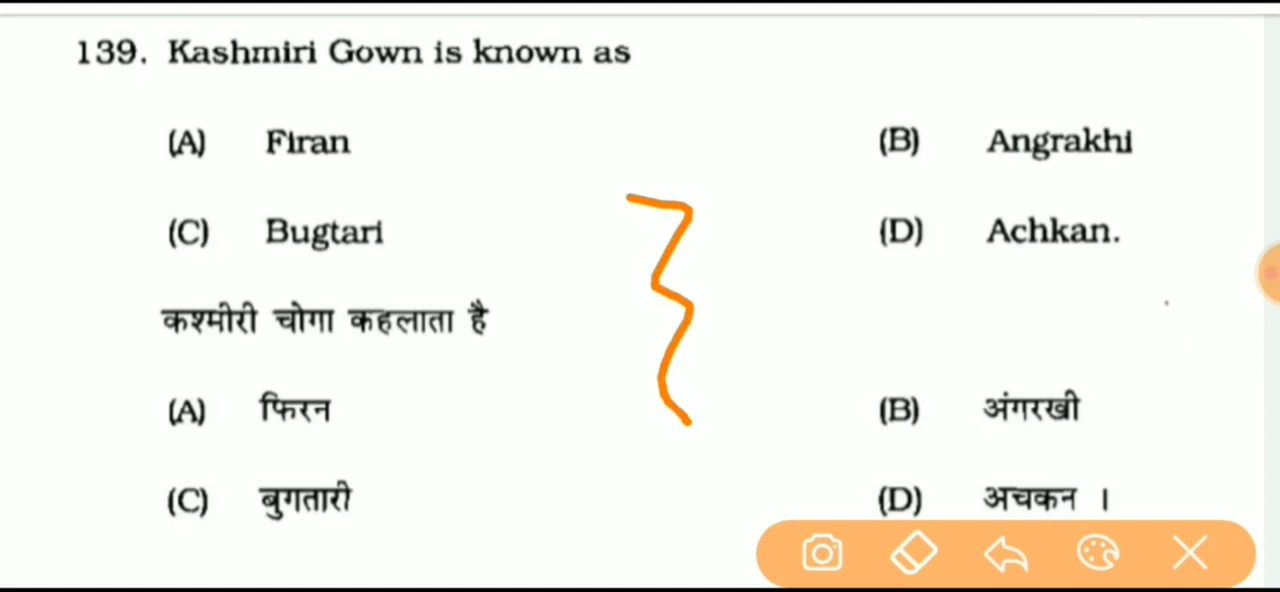 139. Kashmiri Gown is known as
(A) Firan (B) Angrakhi
(C) Bugtari (D) Achkan.
कश्मीरी चोगा कहलाता है
(A) फिरन (B) अंगरखी
(C) बुगतारी (D) अचकन ।